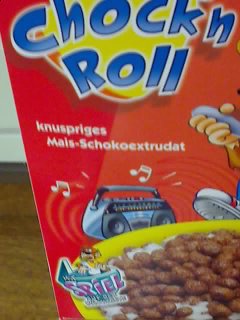 Chock'n
Roll
knuspriges
Mais-Schokoextrudat